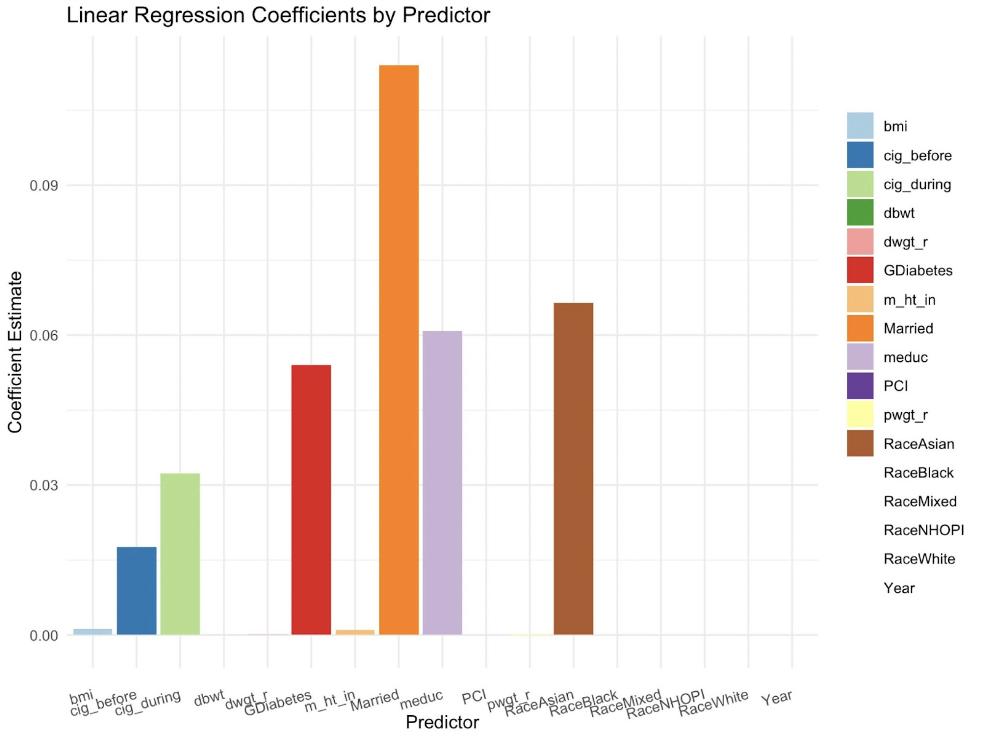 Linear Regression Coefficients by Predictor
Coefficient Estimate
0.09
0.06
0.03
0.00
bmi
cig_before
cig_during
dbwt
dwgt_r
GDiabetes
m_ht_in
Married
meduc
PCI
pwgt_r
RaceAsian
RaceBlack
RaceMixed
RaceNHOPI
RaceWhite
Year
Predictor
bmi
cig_before
cig_during
dbwt
dwgt_r
GDiabetes
m_ht_in
Married
meduc
PCI
pwgt_r
RaceAsian
RaceBlack
RaceMixed
RaceNHOPI
RaceWhite
Year